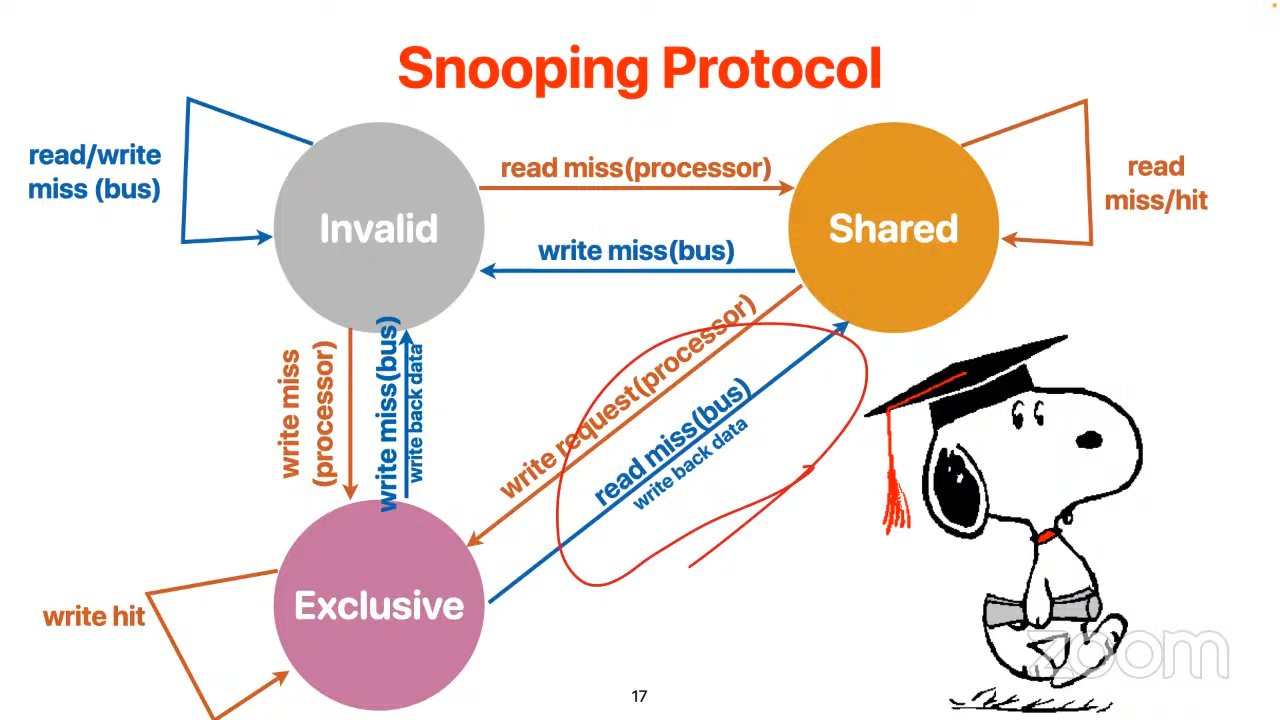 Snooping Protocol
read/write
miss (bus)
read miss(processor)
read
miss/hit
Invalid
Shared
write miss(bus)
write miss
(processor)
write miss(bus)
write back data
write request(processor)
read miss(bus)
write back data
Exclusive
write hit
zoom
17